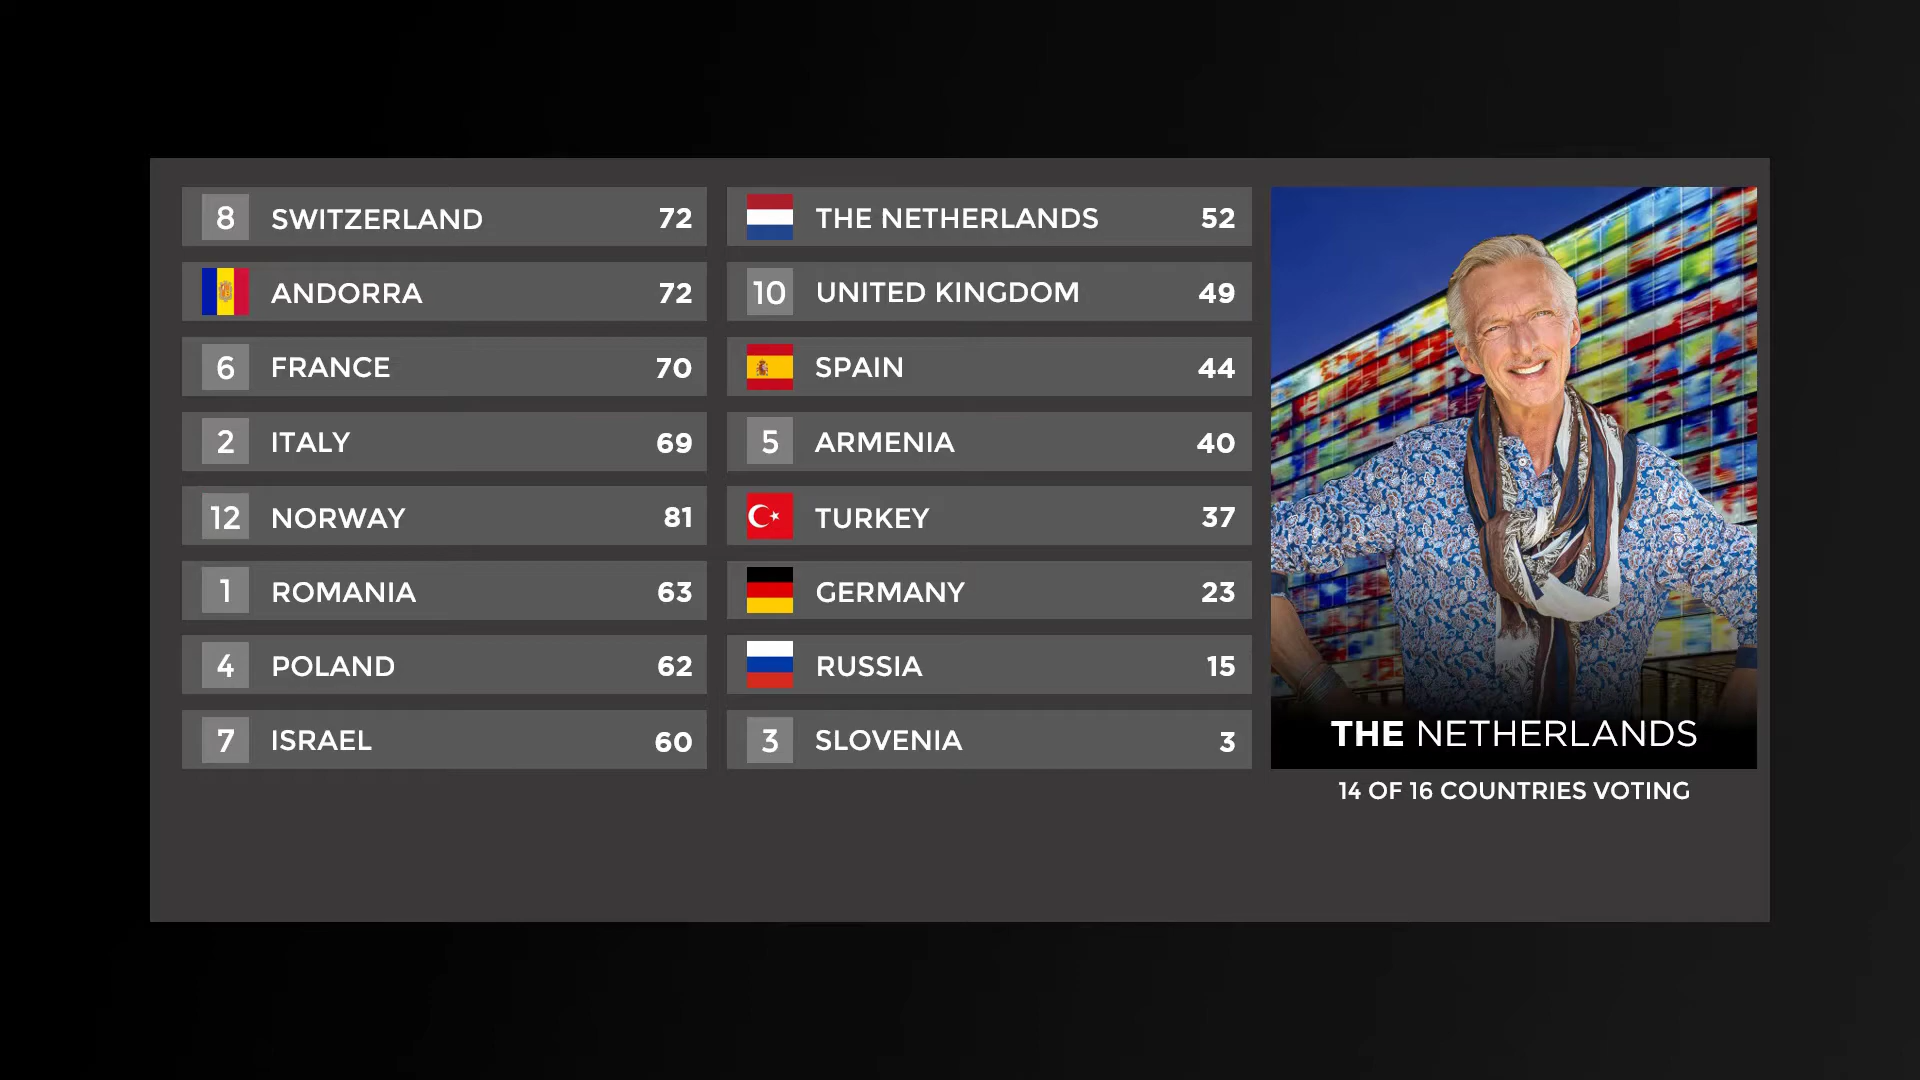 8 SWITZERLAND 72
ANDORRA 72
6 FRANCE 70
2 ITALY 69
12 NORWAY 81
1 ROMANIA 63
4 POLAND 62
7 ISRAEL 60
THE NETHERLANDS 52
10 UNITED KINGDOM 49
SPAIN 44
5 ARMENIA 40
TURKEY 37
GERMANY 23
RUSSIA 15
3 SLOVENIA 3
THE NETHERLANDS
14 OF 16 COUNTRIES VOTING